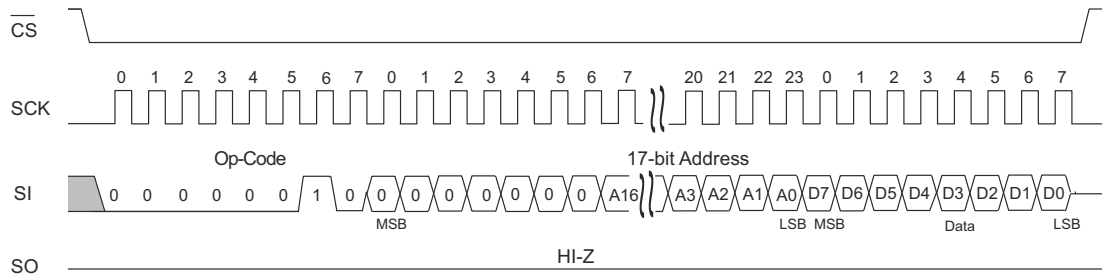 CS
0 1 2 3 4 5 6 7 0 1 2 3 4 5 6 7 20 21 22 23 0 1 2 3 4 5 6 7
SCK
Op-Code 17-bit Address
SI 0 0 0 0 0 0 1 0 0 0 0 0 0 0 0 A16 A3 A2 A1 A0 D7 D6 D5 D4 D3 D2 D1 D0
MSB LSB MSB Data LSB
HI-Z
SO